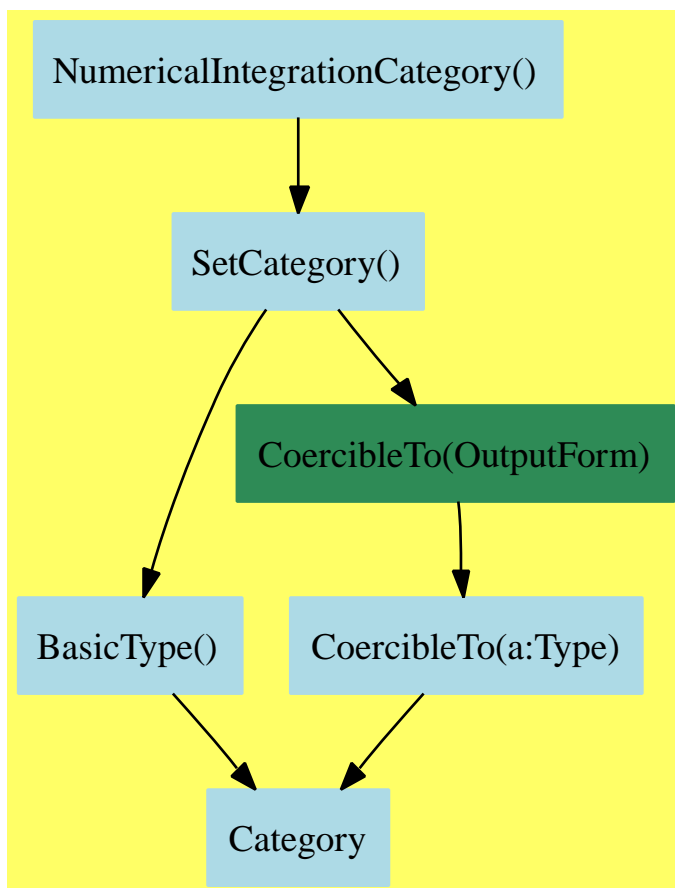 NumericalIntegrationCategory()
SetCategory()
CoercibleTo(OutputForm)
BasicType()
CoercibleTo(a:Type)
Category